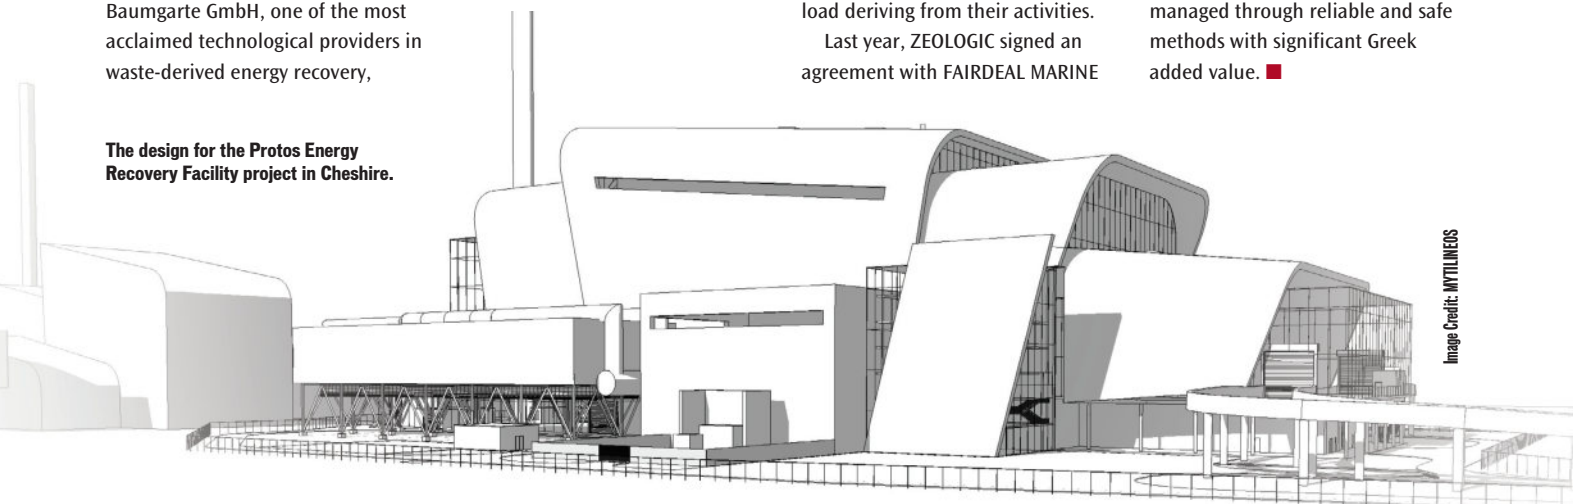 Baumgarte GmbH, one of the most
acclaimed technological providers in
waste-derived energy recovery,
The design for the Protos Energy
Recovery Facility project in Cheshire.
load deriving from their activities.
Last year, ZEOLOGIC signed an
agreement with FAIRDEAL MARINE
managed through reliable and safe
methods with significant Greek
added value. ■
Image Credit: MYTILINEOS